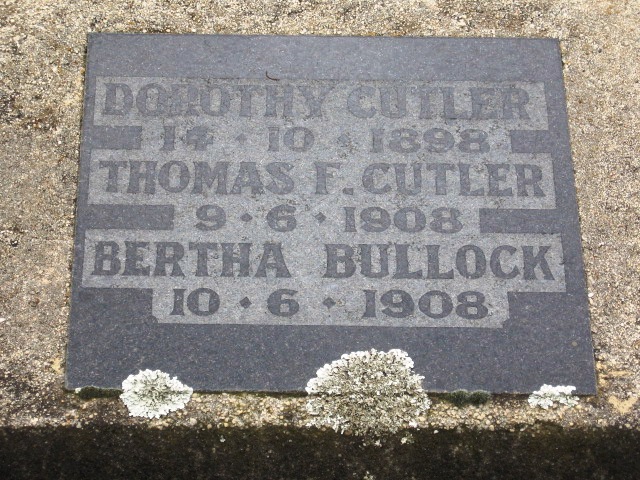 DOROTHY CUTLER
14 · 10 · 1898
THOMAS F. CUTLER
9 · 6 · 1908
BERTHA BULLOCK
10 · 6 · 1908